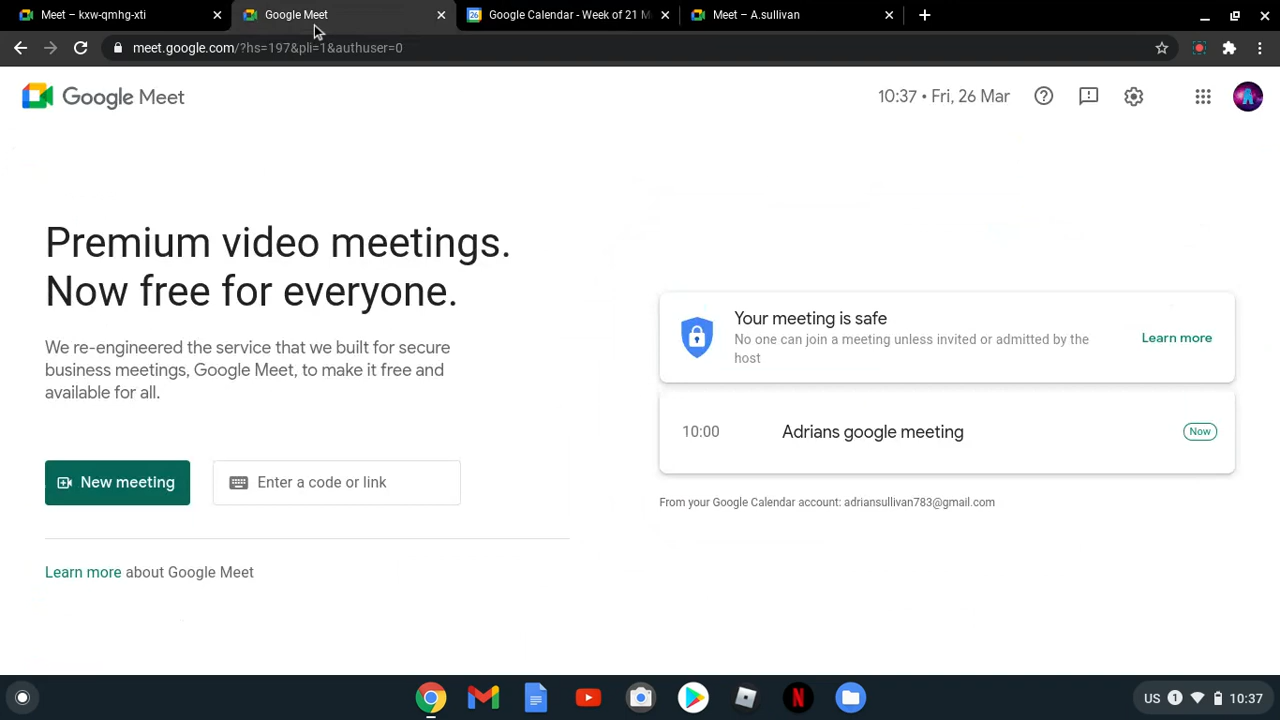 Meet – kxw-qmhg-xti
Google Meet
Google Calendar - Week of 21 M
Meet – A.sullivan
meet.google.com/?hs=197&pli=1&authuser=0
Google Meet
10:37 • Fri, 26 Mar
Premium video meetings.
Now free for everyone.
We re-engineered the service that we built for secure
business meetings, Google Meet, to make it free and
available for all.
New meeting
Enter a code or link
Learn more about Google Meet
Your meeting is safe
No one can join a meeting unless invited or admitted by the
host
Learn more
10:00
Adrians google meeting
Now
From your Google Calendar account: adriansullivan783@gmail.com
US 1 10:37